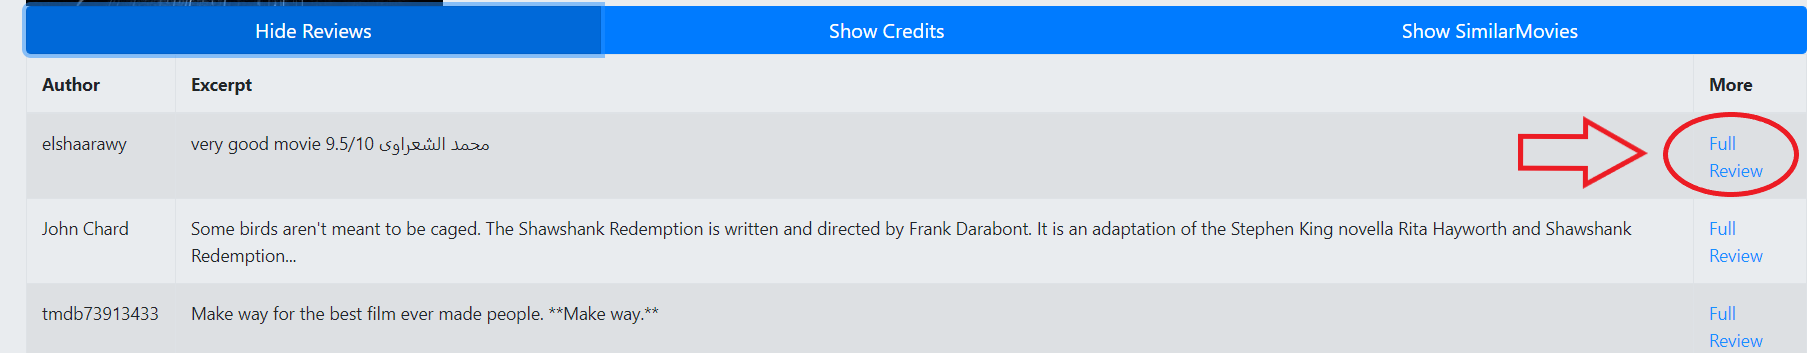 Hide Reviews Show Credits Show SimilarMovies
Author Excerpt More
elshaarawy very good movie 9.5/10 محمد الشعراوى Full
Review
John Chard Some birds aren't meant to be caged. The Shawshank Redemption is written and directed by Frank Darabont. It is an adaptation of the Stephen King novella Rita Hayworth and Shawshank Full
Redemption... Review
tmdb73913433 Make way for the best film ever made people. **Make way.** Full
Review